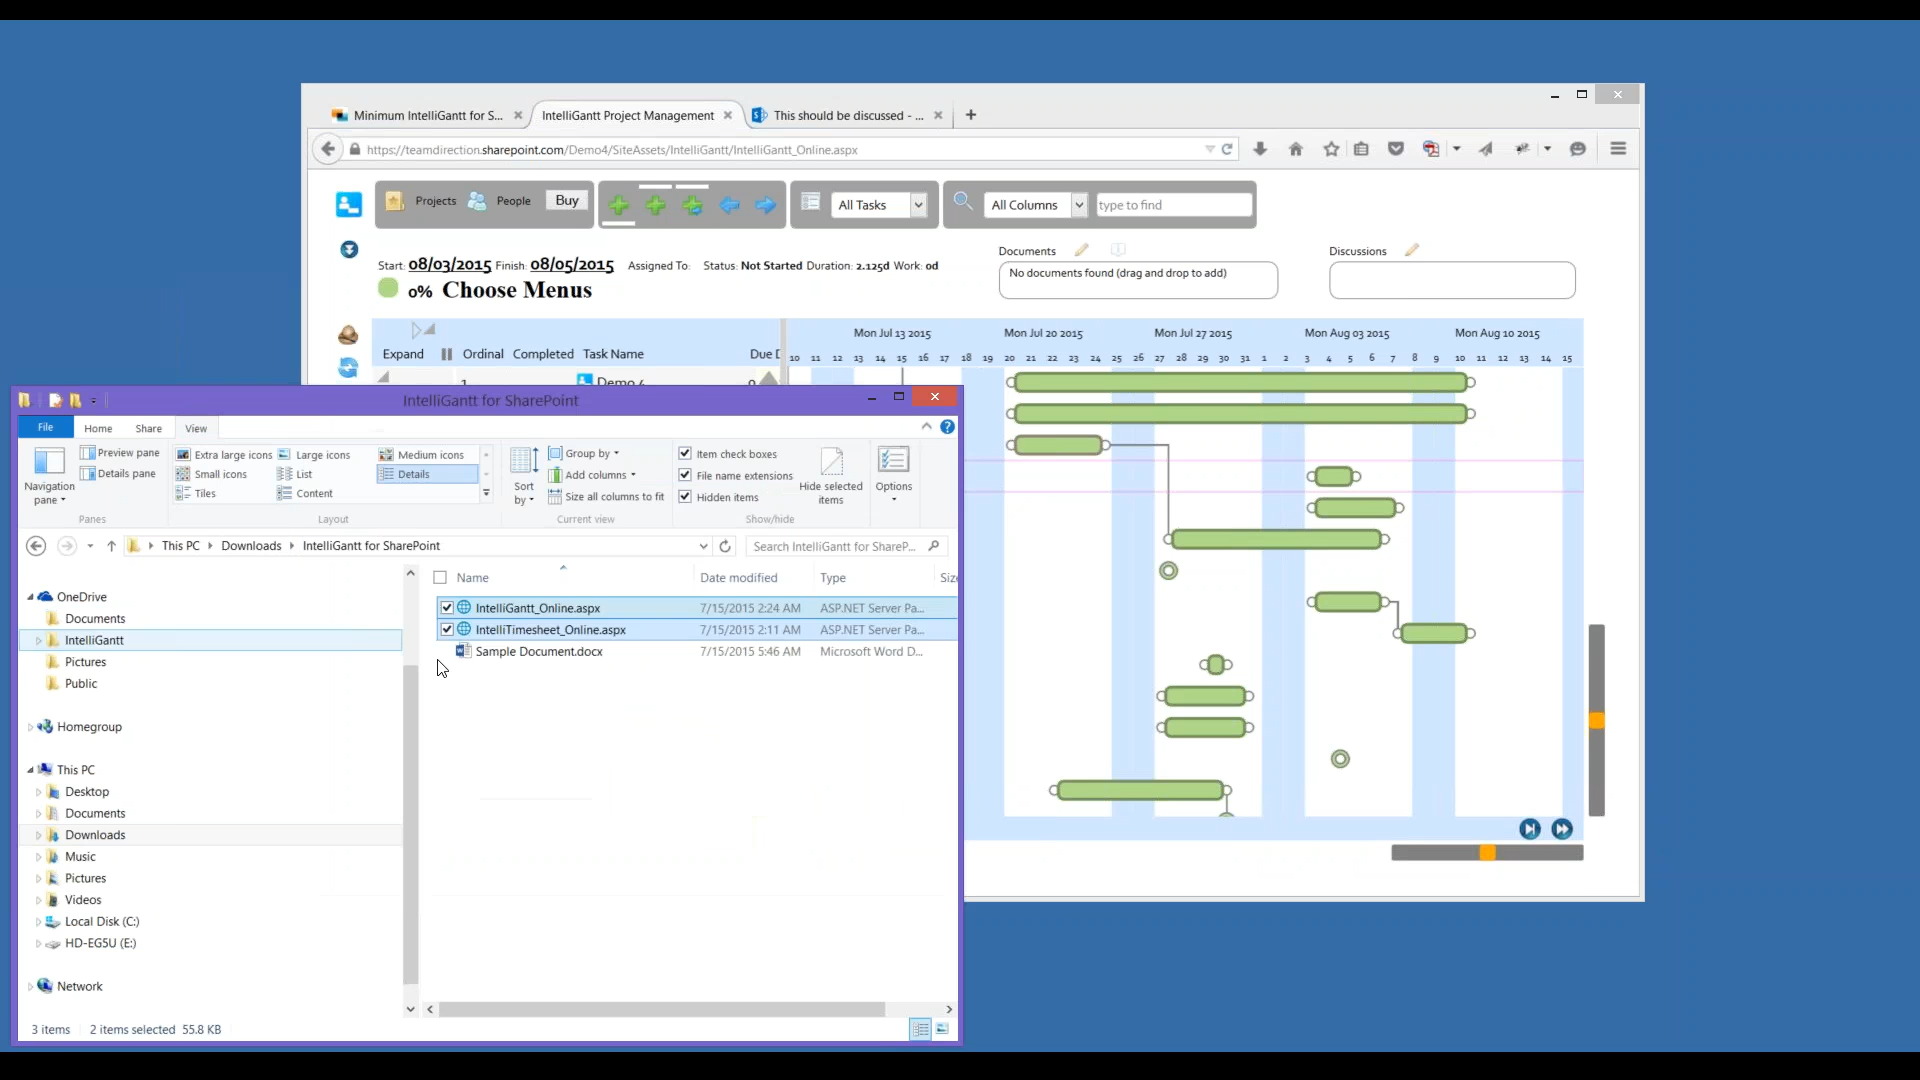 Minimum IntelliGantt for S...
IntelliGantt Project Management
This should be discussed - ...
https://teamdirection.sharepoint.com/Demo4/SiteAssets/IntelliGantt/IntelliGantt_Online.aspx
Projects People Buy
All Tasks
All Columns type to find
Start: 08/03/2015 Finish: 08/05/2015 Assigned To: Status: Not Started Duration: 2.125d Work: 0d
0% Choose Menus
Documents
No documents found (drag and drop to add)
Discussions
Mon Jul 13 2015 Mon Jul 20 2015 Mon Jul 27 2015 Mon Aug 03 2015 Mon Aug 10 2015
Expand Ordinal Completed Task Name Due D
10 11 12 13 14 15 16 17 18 19 20 21 22 23 24 25 26 27 28 29 30 31 1 2 3 4 5 6 7 8 9 10 11 12 13 14 15
1 Demo 4
IntelliGantt for SharePoint
File Home Share View
Navigation pane
Preview pane
Details pane
Panes
Extra large icons Large icons Medium icons
Small icons List Details
Tiles Content
Layout
Sort by
Group by
Add columns
Size all columns to fit
Current view
Item check boxes
File name extensions
Hidden items
Hide selected items
Show/hide
Options
This PC Downloads IntelliGantt for SharePoint
Search IntelliGantt for ShareP...
OneDrive
Documents
IntelliGantt
Pictures
Public
Homegroup
This PC
Desktop
Documents
Downloads
Music
Pictures
Videos
Local Disk (C:)
HD-EG5U (E:)
Network
Name Date modified Type Size
IntelliGantt_Online.aspx 7/15/2015 2:24 AM ASP.NET Server Pa...
IntelliTimesheet_Online.aspx 7/15/2015 2:11 AM ASP.NET Server Pa...
Sample Document.docx 7/15/2015 5:46 AM Microsoft Word D...
3 items 2 items selected 55.8 KB